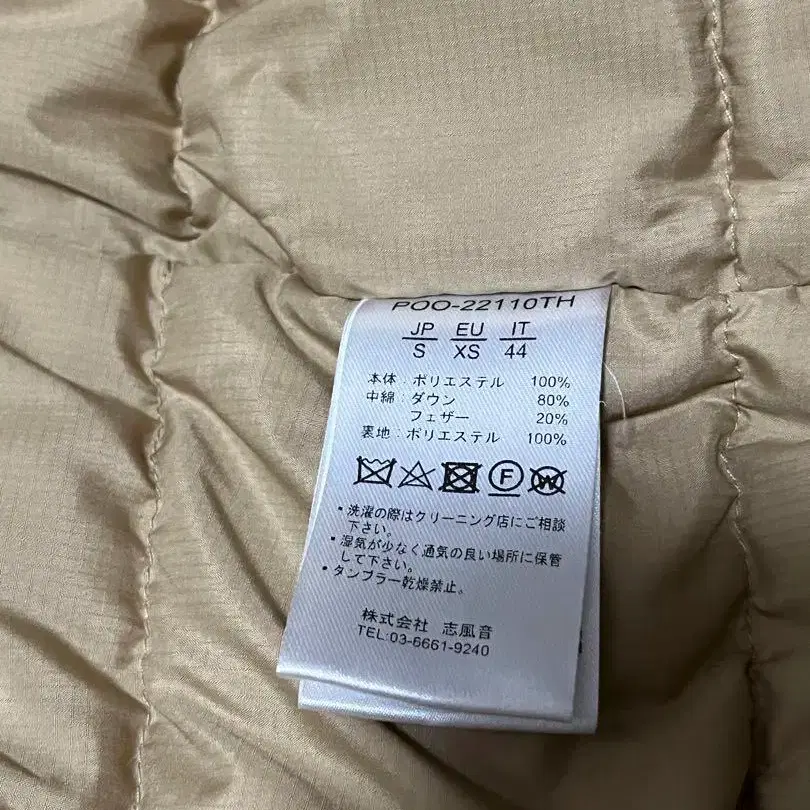 POO-22110TH
JP EU IT
S XS 44
本体:ポリエステル 100%
中綿:ダウン 80%
フェザー 20%
裏地:ポリエステル 100%
F W
・洗濯の際はクリーニング店にご相談
下さい。
・湿気が少なく通気の良い場所に保管
して下さい。
・タンブラー乾燥禁止。
株式会社 志風音
TEL:03-6661-9240